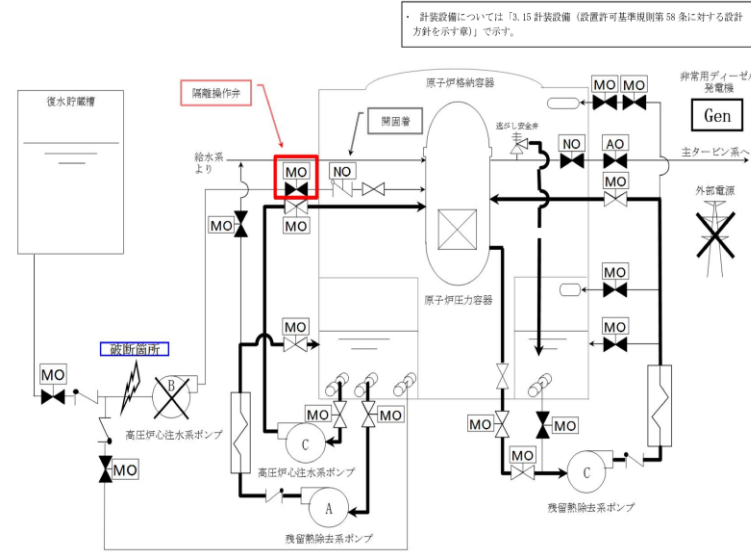 ・ 計装設備については「3.15 計装設備（設置許可基準規則第58条に対する設計
方針を示す章）」で示す。
復水貯蔵槽
隔離操作弁
開固着
原子炉格納容器
逃がし安全弁
MO
MO
非常用ディーゼル
発電機
Gen
給水系
より
MO
NO
NO
AO
主タービン系へ
MO
MO
MO
外部電源
原子炉圧力容器
MO
MO
MO
破断箇所
MO
B
高圧炉心注水系ポンプ
MO
MO
MO
MO
MO
C
高圧炉心注水系ポンプ
MO
MO
C
A
残留熱除去系ポンプ
残留熱除去系ポンプ